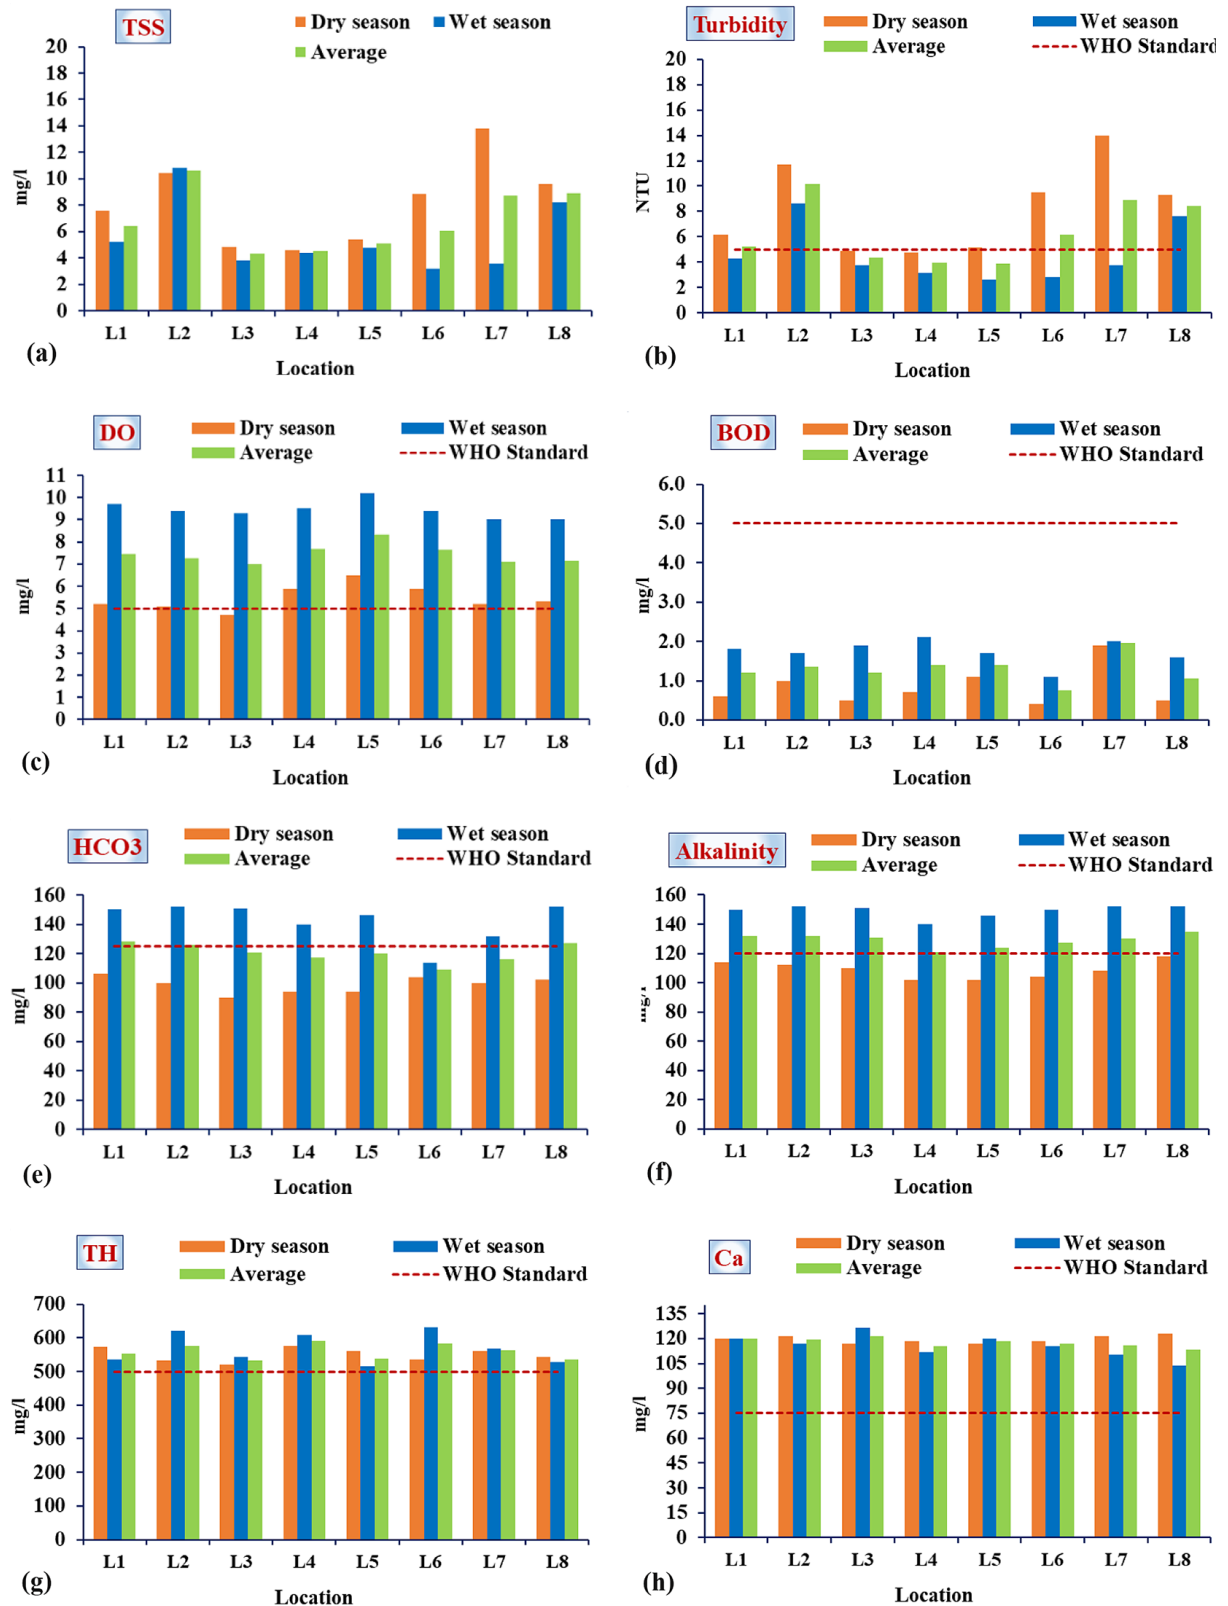 TSS
Dry season Wet season
Average
20
18
16
14
12
10
8
6
4
2
0
mg/l
L1 L2 L3 L4 L5 L6 L7 L8
Location
(a)
Turbidity
Dry season Wet season
Average WHO Standard
20
18
16
14
12
10
8
6
4
2
0
NTU
L1 L2 L3 L4 L5 L6 L7 L8
Location
(b)
DO
Dry season Wet season
Average WHO Standard
11
10
9
8
7
6
5
4
3
2
1
0
mg/l
L1 L2 L3 L4 L5 L6 L7 L8
Location
(c)
BOD
Dry season Wet season
Average WHO Standard
6.0
5.0
4.0
3.0
2.0
1.0
0.0
mg/l
L1 L2 L3 L4 L5 L6 L7 L8
Location
(d)
HCO3
Dry season Wet season
Average WHO Standard
160
140
120
100
80
60
40
20
0
mg/l
L1 L2 L3 L4 L5 L6 L7 L8
Location
(e)
Alkalinity
Dry season Wet season
Average WHO Standard
160
140
120
100
80
60
40
20
0
mg/l
L1 L2 L3 L4 L5 L6 L7 L8
Location
(f)
TH
Dry season Wet season
Average WHO Standard
700
600
500
400
300
200
100
0
mg/l
L1 L2 L3 L4 L5 L6 L7 L8
Location
(g)
Ca
Dry season Wet season
Average WHO Standard
135
120
105
90
75
60
45
30
15
0
mg/l
L1 L2 L3 L4 L5 L6 L7 L8
Location
(h)